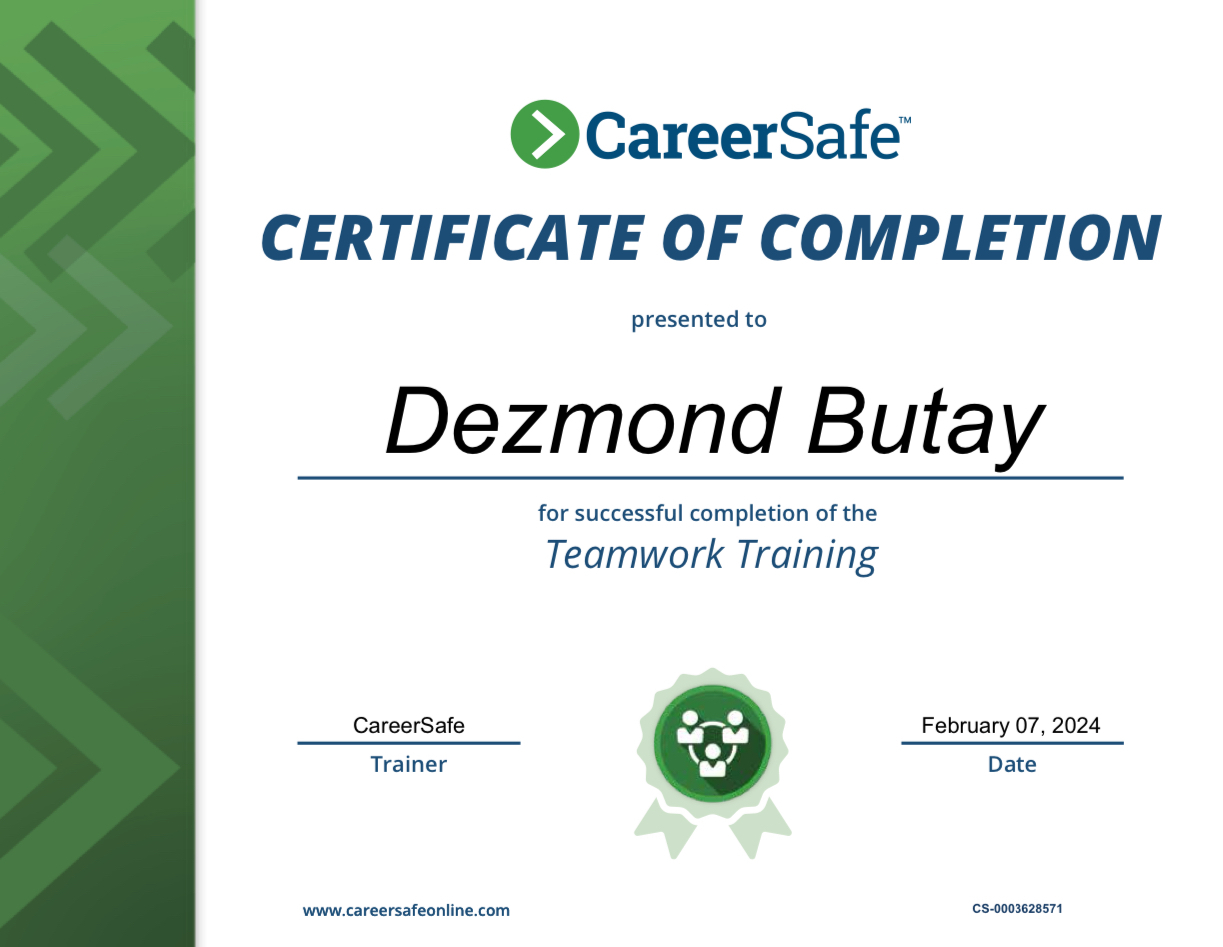 CareerSafe™
CERTIFICATE OF COMPLETION
presented to
Dezmond Butay
for successful completion of the
Teamwork Training
CareerSafe
Trainer
February 07, 2024
Date
www.careersafeonline.com
CS-0003628571